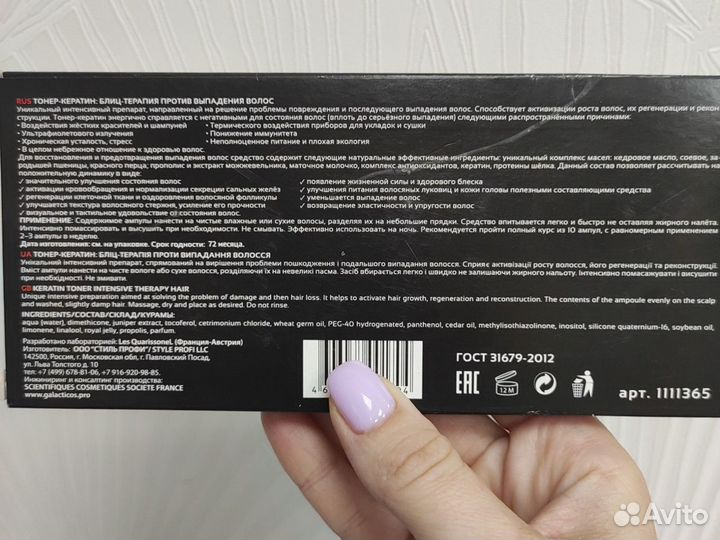 RUS ТОНЕР-КЕРАТИН: БЛИЦ-ТЕРАПИЯ ПРОТИВ ВЫПАДЕНИЯ ВОЛОС
Уникальный интенсивный препарат, направленный на решение проблемы повреждения и последующего выпадения волос. Способствует активизации роста волос, их регенерации и рекон
струкции. Тонер-кератин энергично справляется с негативными для состояния волос (вплоть до серьёзного выпадения) следующими распространёнными причинами:
• Воздействия жёстких красителей и шампуней • Термического воздействия приборов для укладок и сушки
• Ультрафиолетового излучения • Понижение иммунитета
• Хроническая усталость, стресс • Неполноценное питание и плохая экология
• В целом небрежное отношение к здоровью волос.
Для восстановления и предотвращения выпадения волос средство содержит следующие натуральные эффективные ингредиенты: уникальный комплекс масел: кедровое масло, соевое, за-
родышей пшеницы, красного перца, прополис и экстракт можжевельника, маточное молочко, комплекс антиоксидантов, кератин, протеины шёлка. Данный состав позволяет рассчитывать на
положительную динамику в виде:
✓ значительного улучшения состояния волос ✓ появление жизненной силы и здорового блеска
✓ активации кровообращения и нормализации секреции сальных желёз ✓ улучшения питания волосяных луковиц и кожи головы полезными составляющими средства
✓ регенерации клеточной ткани и оздоровления волосяной фолликулы ✓ уменьшается выпадение волос
✓ улучшается текстура волосяного стержня, усиление его прочности ✓ возвращение эластичности и упругости волос
✓ визуальное и тактильное удовольствие от состояния волос.
ПРИМЕНЕНИЕ: Содержимое ампулы нанести на чистые влажные или сухие волосы, разделяя их на небольшие прядки. Средство впитывается легко и быстро не оставляя жирного налёта.
Интенсивно помассировать и высушить при необходимости. Не смывать. Эффективно использовать на ночь. Рекомендуется пройти полный курс из 10 ампул, с равномерным применение
2-3 ампулы в неделю.
Дата изготовления: см. на упаковке. Срок годности: 72 месяца.
UA ТОНЕР-КЕРАТИН: БЛІЦ-ТЕРАПІЯ ПРОТИ ВИПАДАННЯ ВОЛОССЯ
Унікальний інтенсивний препарат, спрямований на вирішення проблеми пошкодження і подальшого випадання волосся. Сприяє активізації росту волосся, його регенерації та реконструкції.
Вміст ампули нанести на чисте вологе або сухе волосся, розділяючи їх на невеликі пасма. Засіб вбирається легко і швидко не залишаючи жирного нальоту. Інтенсивно помасажувати і висушити
при необхідності. Не змивати
GB KERATIN TONER INTENSIVE THERAPY HAIR
Unique intensive preparation aimed at solving the problem of damage and then hair loss. It helps to activate hair growth, regeneration and reconstruction. The contents of the ampoule evenly on the scalp
and washed, slightly damp hair. Massage, dry and place as desired. Do not rinse.
INGREDIENTS/СОСТАВ/СКЛАД/ҚҰРАМЫ:
aqua (water), dimethicone, juniper extract, tocoferol, cetrimonium chloride, wheat germ oil, PEG-40 hydrogenated, panthenol, cedar oil, methylisothiazolinone, inositol, silicone quaternium-16, soybean oil,
limonene, linalool, royal jelly, propolis, parfum.
Разработано лабораторией: Les QuarissoneL (Франция-Австрия)
Изготовитель: ООО "СТИЛЬ ПРОФИ"/ STYLE PROFI LLC
142500, Россия, г. Московская обл. г. Павловский Посад.
ул. Льва Толстого д. 10
тел: +7 (499) 678-81-06, +7 916-920-98-85.
Инжиниринг и консалтинг производства:
SCIENTIFIQUES COSMETIQUES SOCIETE FRANCE
www.galacticos.pro
ГОСТ 31679-2012
EAC
12M
арт. 1111365
Avito